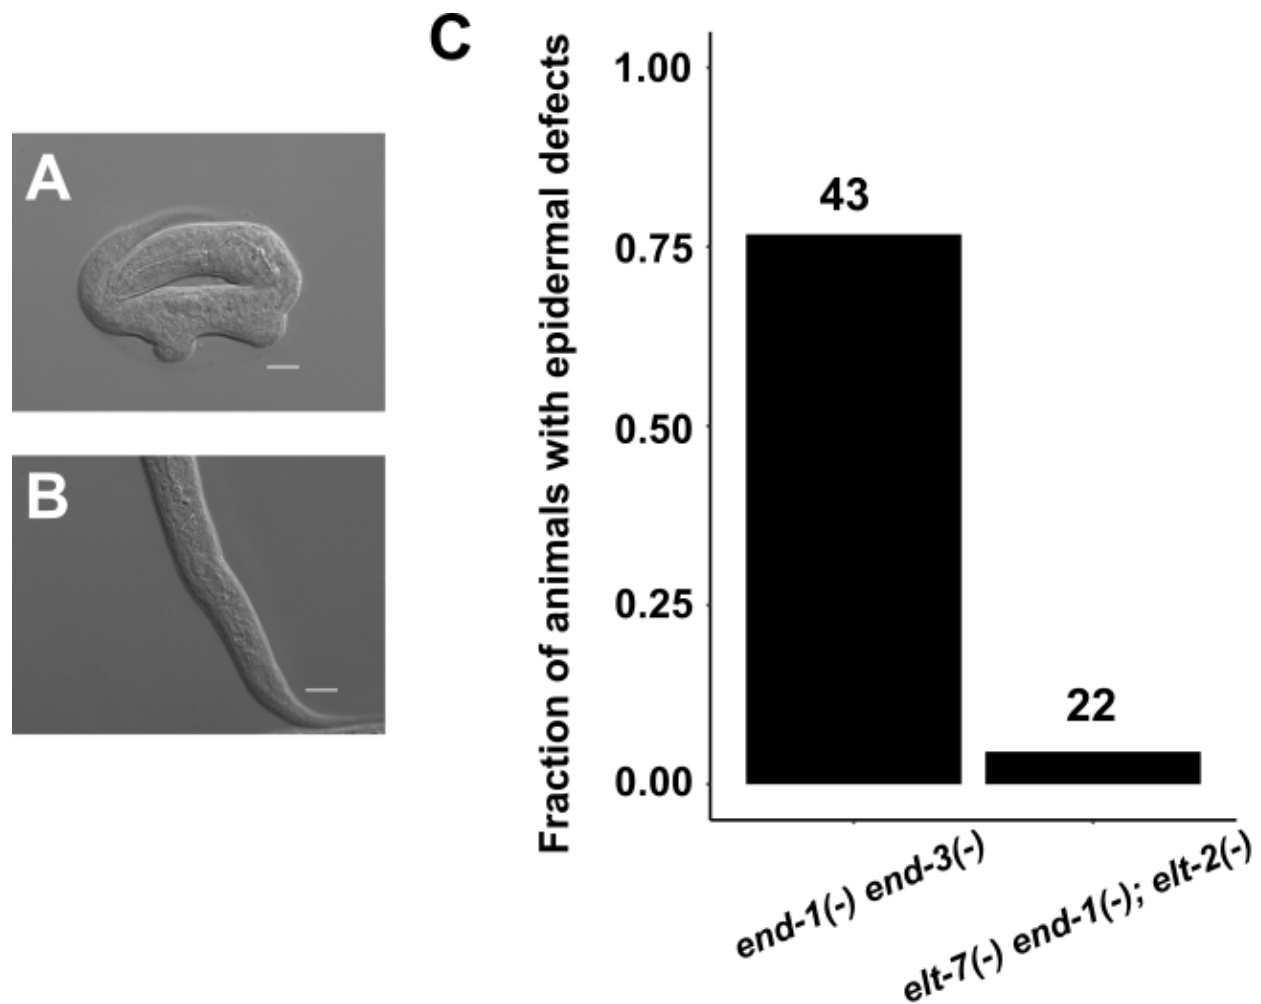 A
B
C
Fraction of animals with epidermal defects
1.00
0.75
0.50
0.25
0.00
43
22
end-1(-) end-3(-)
elt-7(-) end-1(-); elt-2(-)